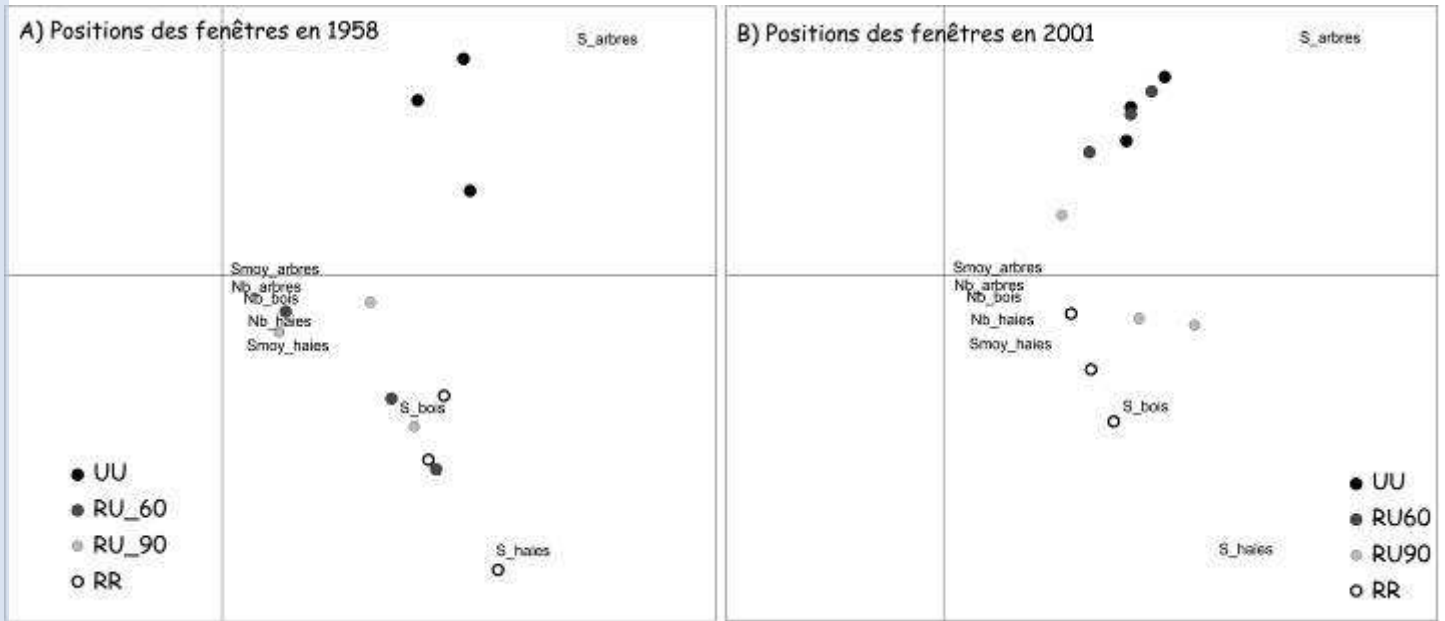 A) Positions des fenêtres en 1958
S_arbres
Smoy_arbres
Nb_arbres
Nb_bois
Nb_haies
Smoy_haies
S_bois
S_haies
UU
RU_60
RU_90
RR
B) Positions des fenêtres en 2001
S_arbres
Smoy_arbres
Nb_arbres
Nb_bois
Nb_haies
Smoy_haies
S_bois
S_haies
UU
RU60
RU90
RR